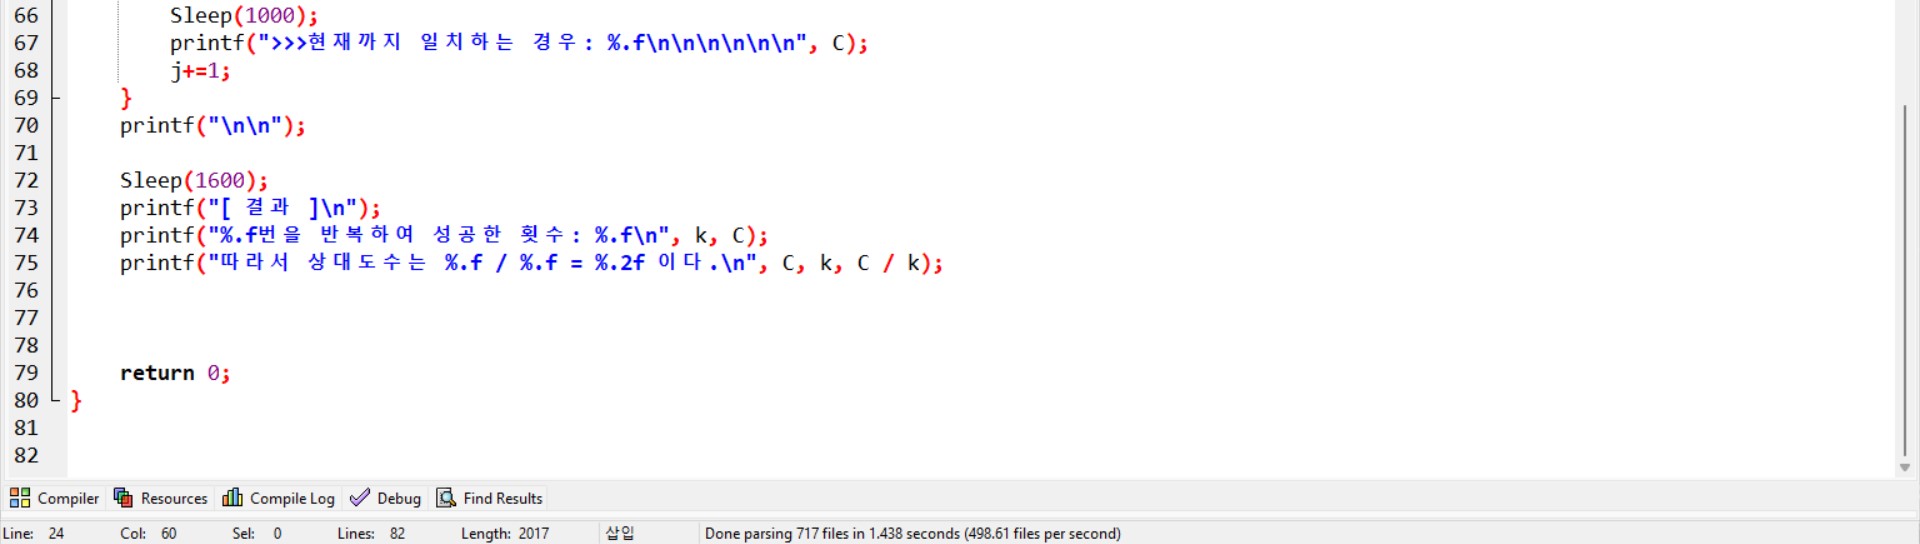 66 Sleep(1000);
67 printf(">>>현재까지 일치하는 경우: %.f\n\n\n\n\n\n", C);
68 j+=1;
69 }
70 printf("\n\n");
71
72 Sleep(1600);
73 printf("[ 결과 ]\n");
74 printf("%.f번을 반복하여 성공한 횟수: %.f\n", k, C);
75 printf("따라서 상대도수는 %.f / %.f = %.2f 이다.\n", C, k, C / k);
76
77
78
79 return 0;
80 }
81
82
Compiler Resources Compile Log Debug Find Results
Line: 24 Col: 60 Sel: 0 Lines: 82 Length: 2017 삽입 Done parsing 717 files in 1.438 seconds (498.61 files per second)